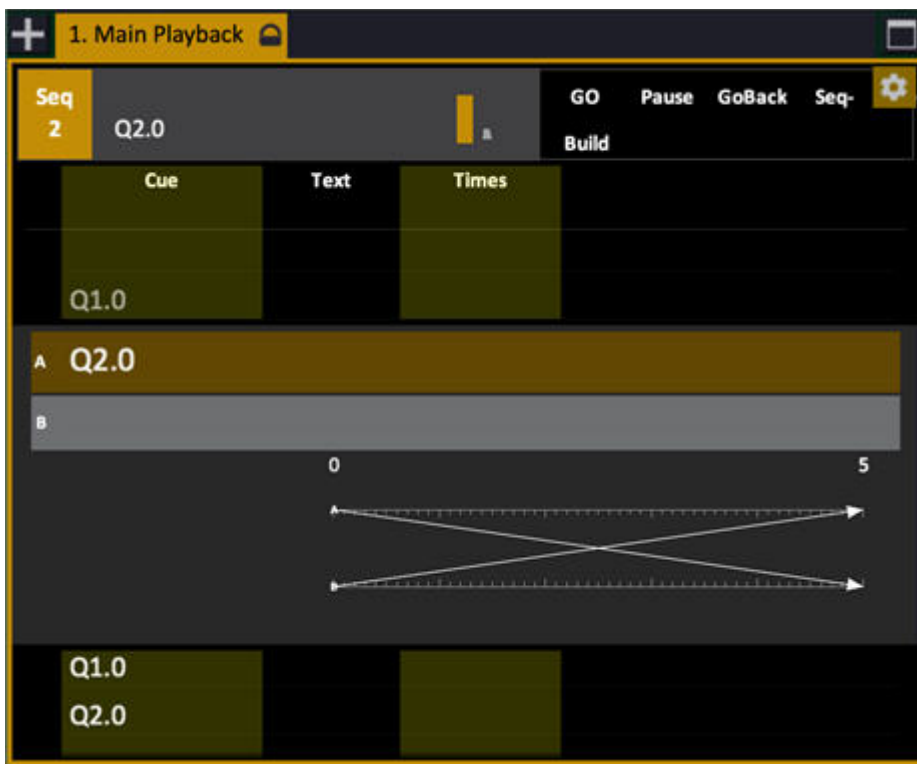 1. Main Playback
Seq GO Pause GoBack Seq-
2 Q2.0 A Build
Cue Text Times
Q1.0
A Q2.0
B
0 5
A
B
Q1.0
Q2.0